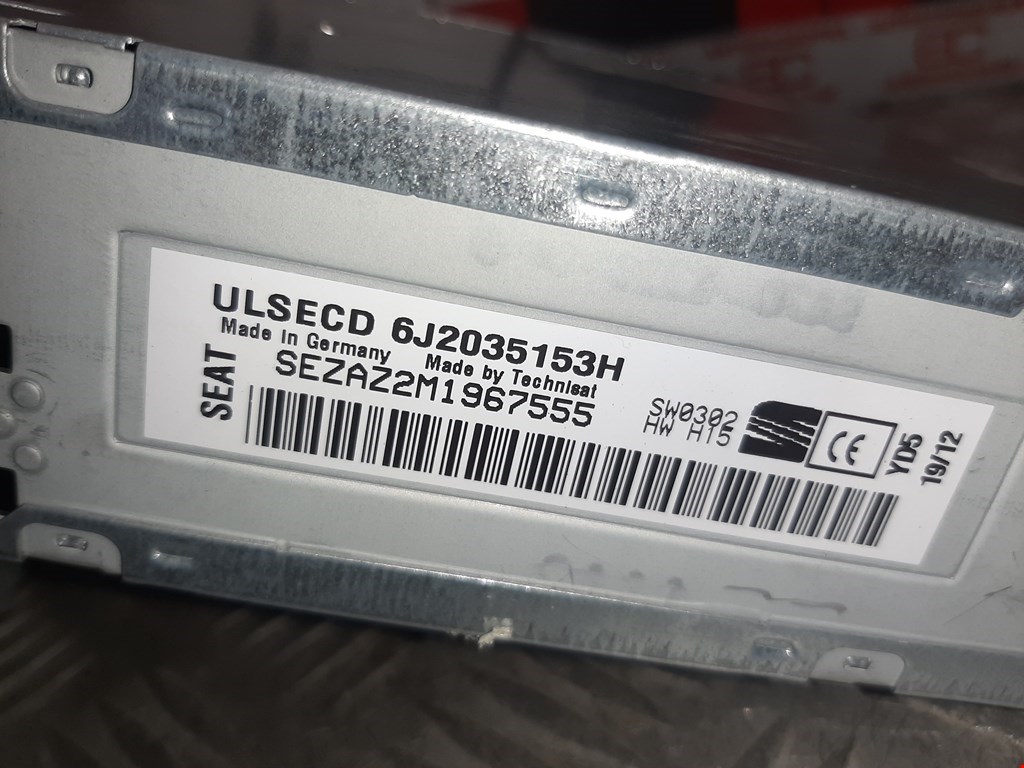 ULSECD 6J2035153H
Made in Germany Made by Technisat
SEAT
SEZAZ2M1967555
SW0302
HW H15
CE
YD5
19/12